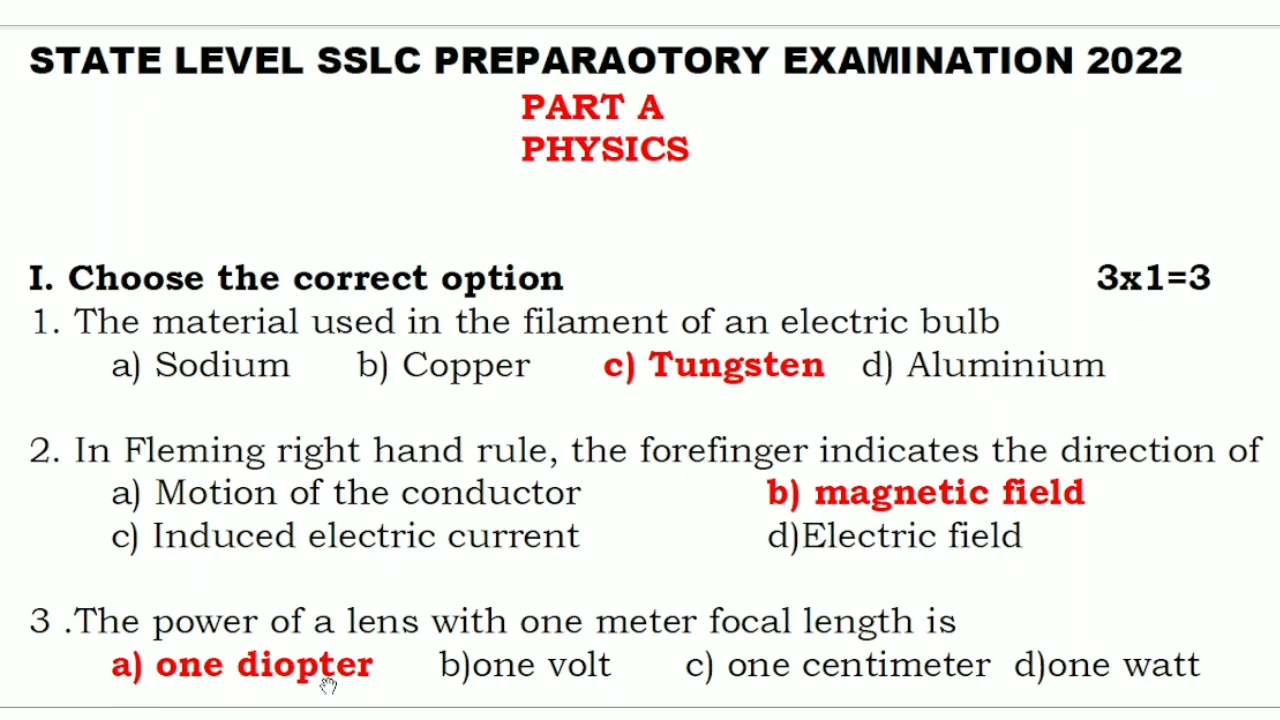 STATE LEVEL SSLC PREPARAOTORY EXAMINATION 2022
PART A
PHYSICS
I. Choose the correct option 3x1=3
1. The material used in the filament of an electric bulb
a) Sodium b) Copper c) Tungsten d) Aluminium
2. In Fleming right hand rule, the forefinger indicates the direction of
a) Motion of the conductor b) magnetic field
c) Induced electric current d)Electric field
3 .The power of a lens with one meter focal length is
a) one diopter b)one volt c) one centimeter d)one watt